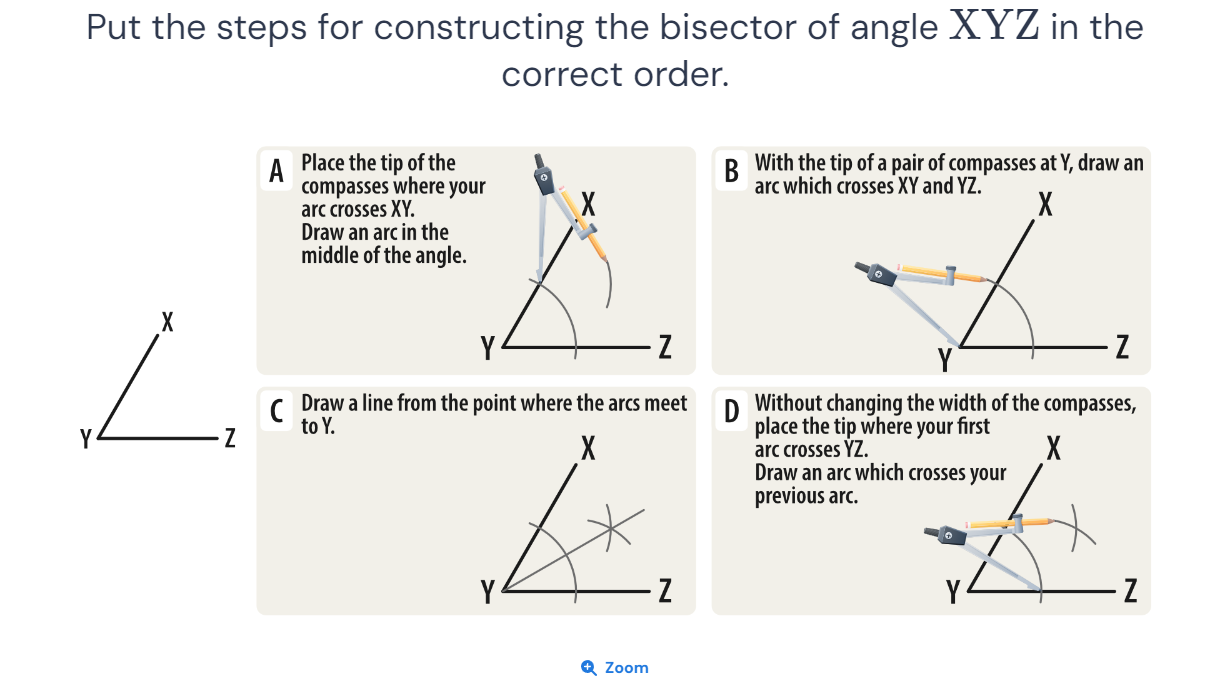 Put the steps for constructing the bisector of angle XYZ in the
correct order.
X
Y
Z
A
Place the tip of the
compasses where your
arc crosses XY.
Draw an arc in the
middle of the angle.
X
Y
Z
B
With the tip of a pair of compasses at Y, draw an
arc which crosses XY and YZ.
X
Y
Z
C
Draw a line from the point where the arcs meet
to Y.
X
Y
Z
D
Without changing the width of the compasses,
place the tip where your first
arc crosses YZ.
Draw an arc which crosses your
previous arc.
X
Y
Z
Zoom